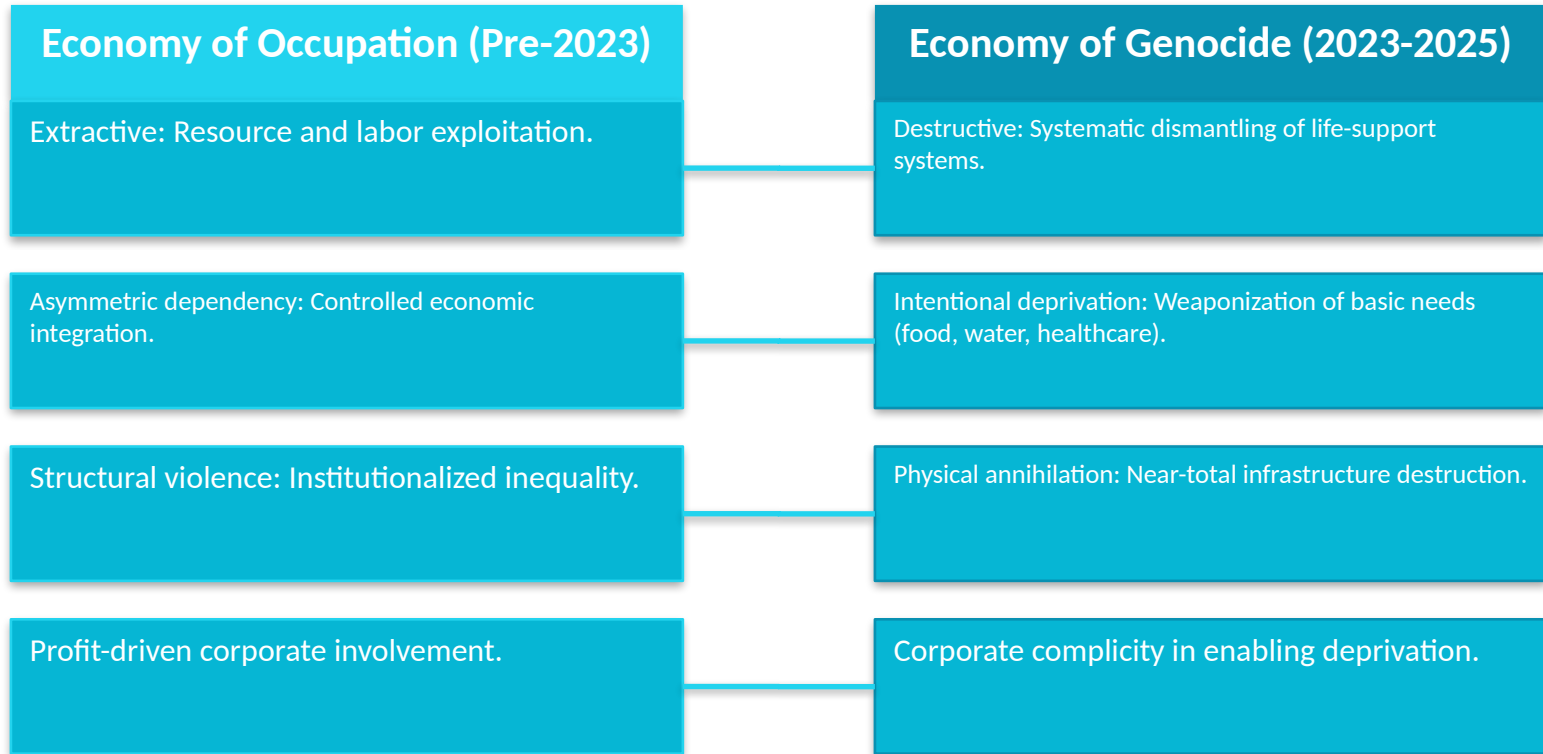 Economy of Occupation (Pre-2023)
Extractive: Resource and labor exploitation.
Asymmetric dependency: Controlled economic
integration.
Structural violence: Institutionalized inequality.
Profit-driven corporate involvement.
Economy of Genocide (2023-2025)
Destructive: Systematic dismantling of life-support
systems.
Intentional deprivation: Weaponization of basic needs
(food, water, healthcare).
Physical annihilation: Near-total infrastructure destruction.
Corporate complicity in enabling deprivation.